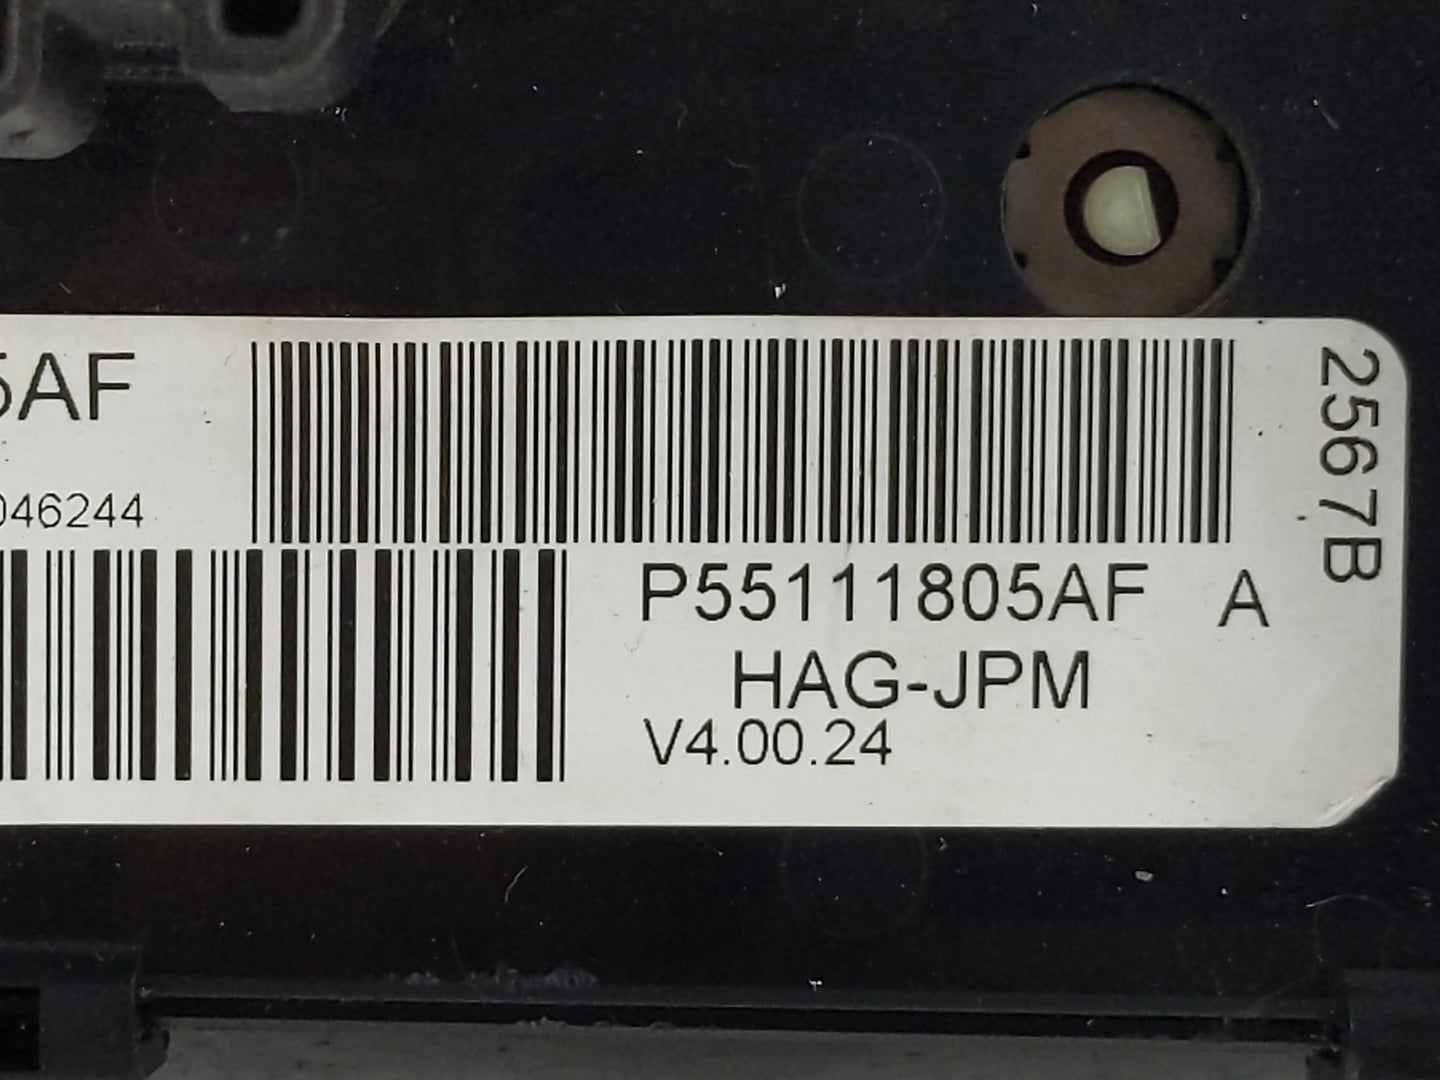 5AF
046244
P55111805AF A
HAG-JPM
V4.00.24
2567B